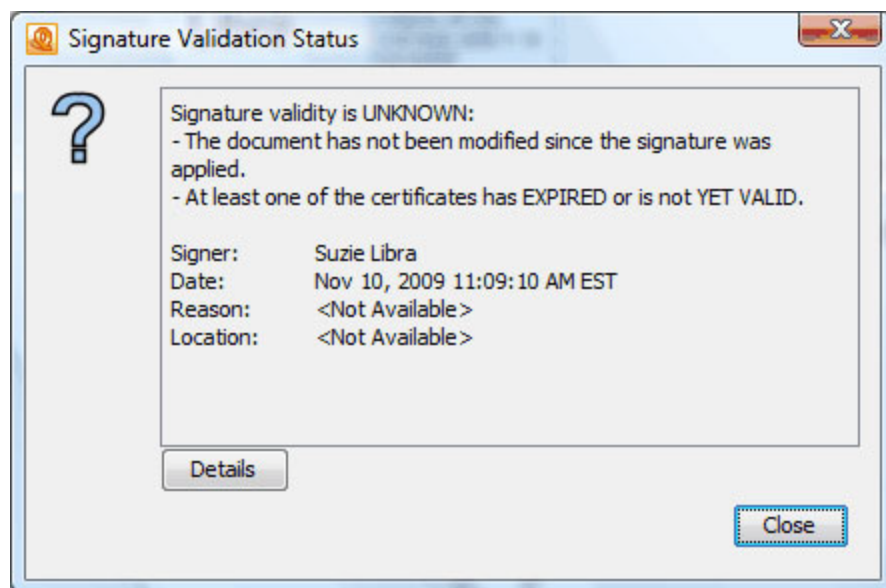 Signature Validation Status
Signature validity is UNKNOWN:
- The document has not been modified since the signature was
applied.
- At least one of the certificates has EXPIRED or is not YET VALID.
Signer: Suzie Libra
Date: Nov 10, 2009 11:09:10 AM EST
Reason: <Not Available>
Location: <Not Available>
Details
Close